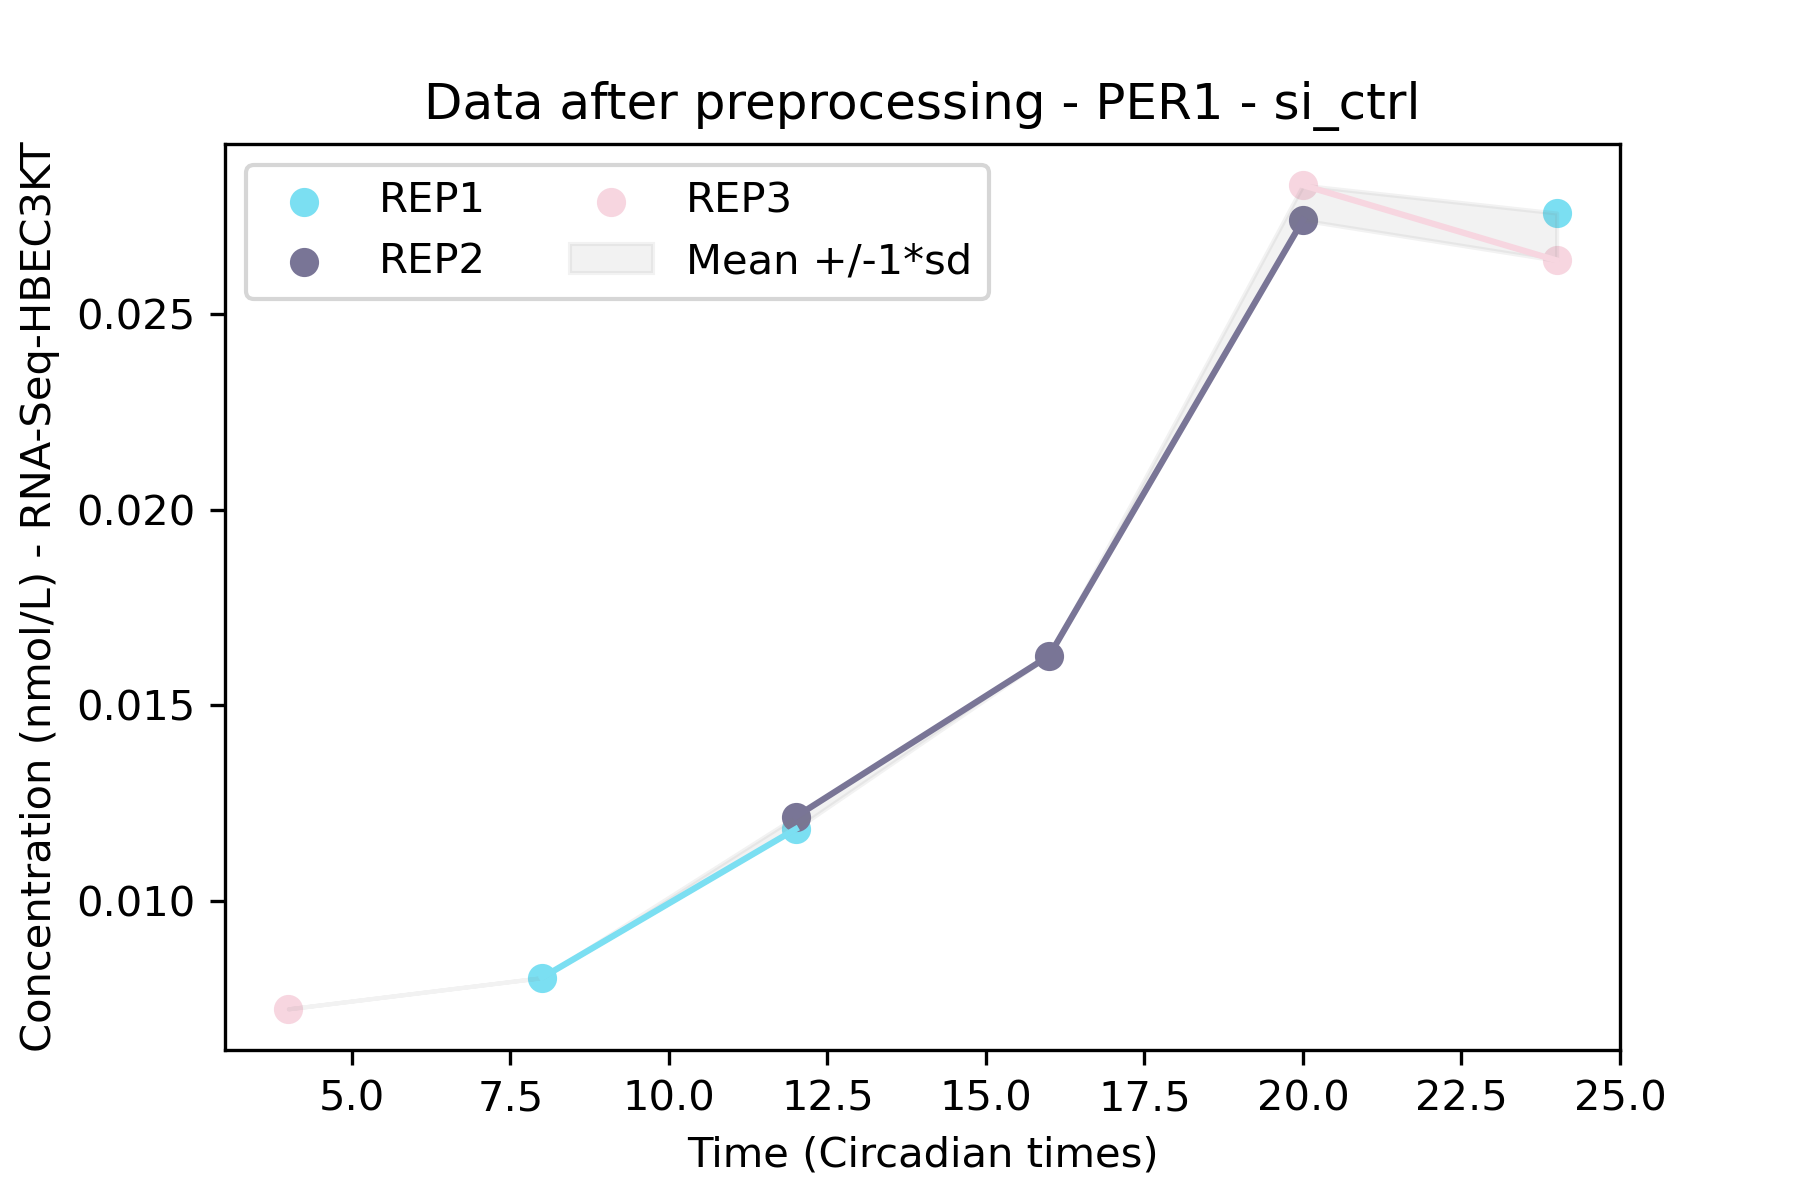 Data after preprocessing - PER1 - si_ctrl
REP1
REP2
REP3
Mean +/-1*sd
Concentration (nmol/L) - RNA-Seq-HBEC3KT
0.025
0.020
0.015
0.010
5.0 7.5 10.0 12.5 15.0 17.5 20.0 22.5 25.0
Time (Circadian times)